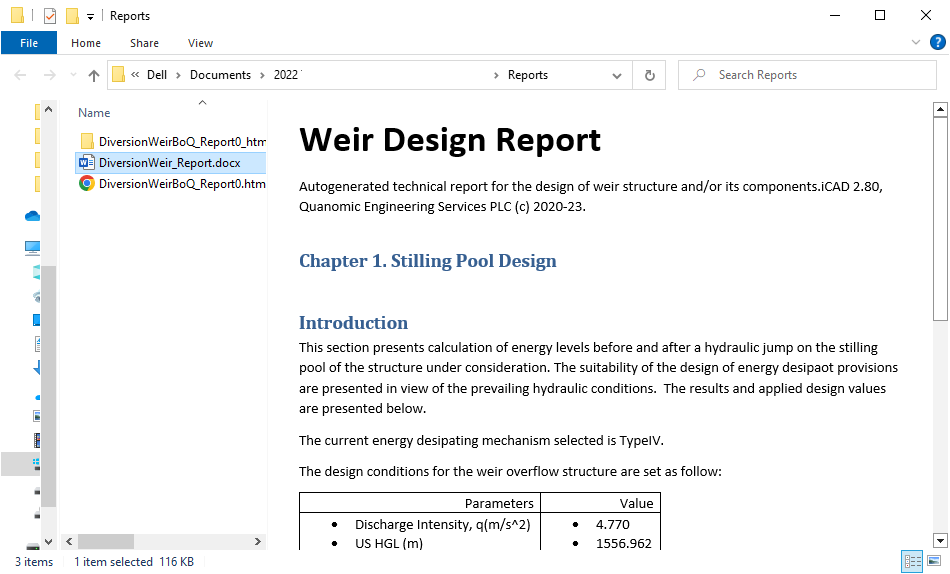 Reports
File Home Share View
« Dell > Documents > 2022 > Reports
Search Reports
Name
DiversionWeirBoQ_Report0_htm
DiversionWeir_Report.docx
DiversionWeirBoQ_Report0.htm
Weir Design Report
Autogenerated technical report for the design of weir structure and/or its components.iCAD 2.80,
Quanomic Engineering Services PLC (c) 2020-23.
Chapter 1. Stilling Pool Design
Introduction
This section presents calculation of energy levels before and after a hydraulic jump on the stilling
pool of the structure under consideration. The suitability of the design of energy desipaot provisions
are presented in view of the prevailing hydraulic conditions.  The results and applied design values
are presented below.
The current energy desipating mechanism selected is TypeIV.
The design conditions for the weir overflow structure are set as follow:
Parameters Value
• Discharge Intensity, q(m/s^2) • 4.770
• US HGL (m) • 1556.962
3 items 1 item selected 116 KB